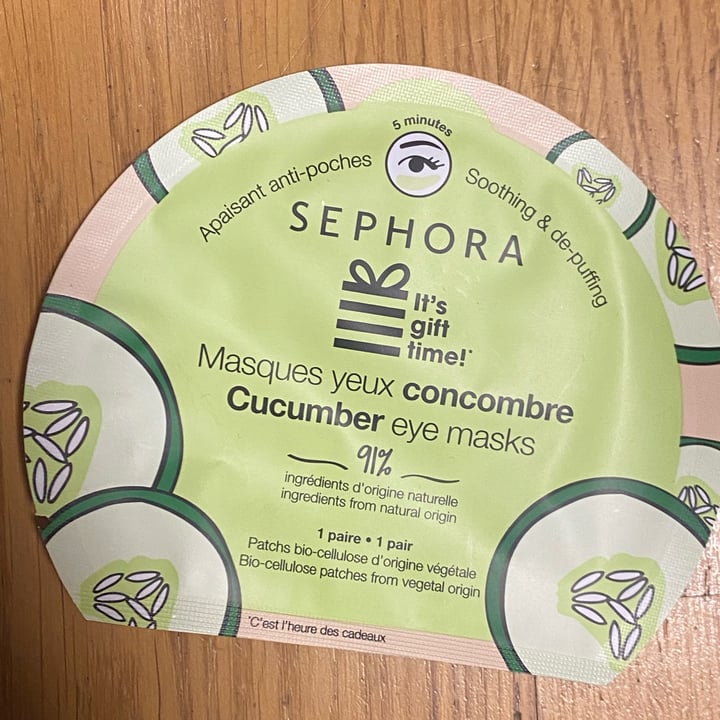 5 minutes
Apaisant anti-poches
Soothing & de-puffing
SEPHORA
It's
gift
time!*
Masques yeux concombre
Cucumber eye masks
91%
ingrédients d'origine naturelle
ingredients from natural origin
1 paire • 1 pair
Patchs bio-cellulose d'origine végétale
Bio-cellulose patches from vegetal origin
*C'est l'heure des cadeaux